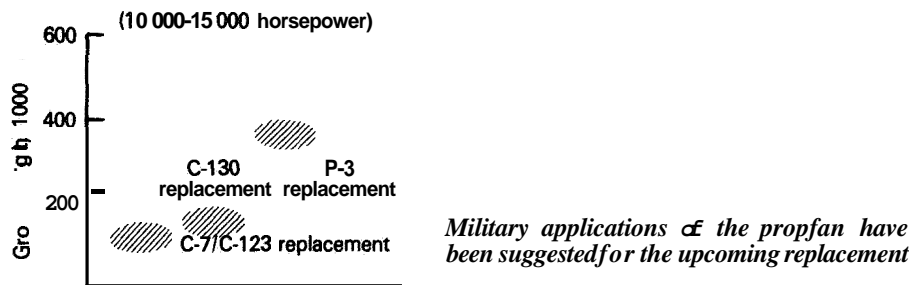 (10 000-15 000 horsepower)
600
400
200
Gro
1000
C-130 P-3
replacement replacement
C-7/C-123 replacement
Military applications of the propfan have
been suggested for the upcoming replacement